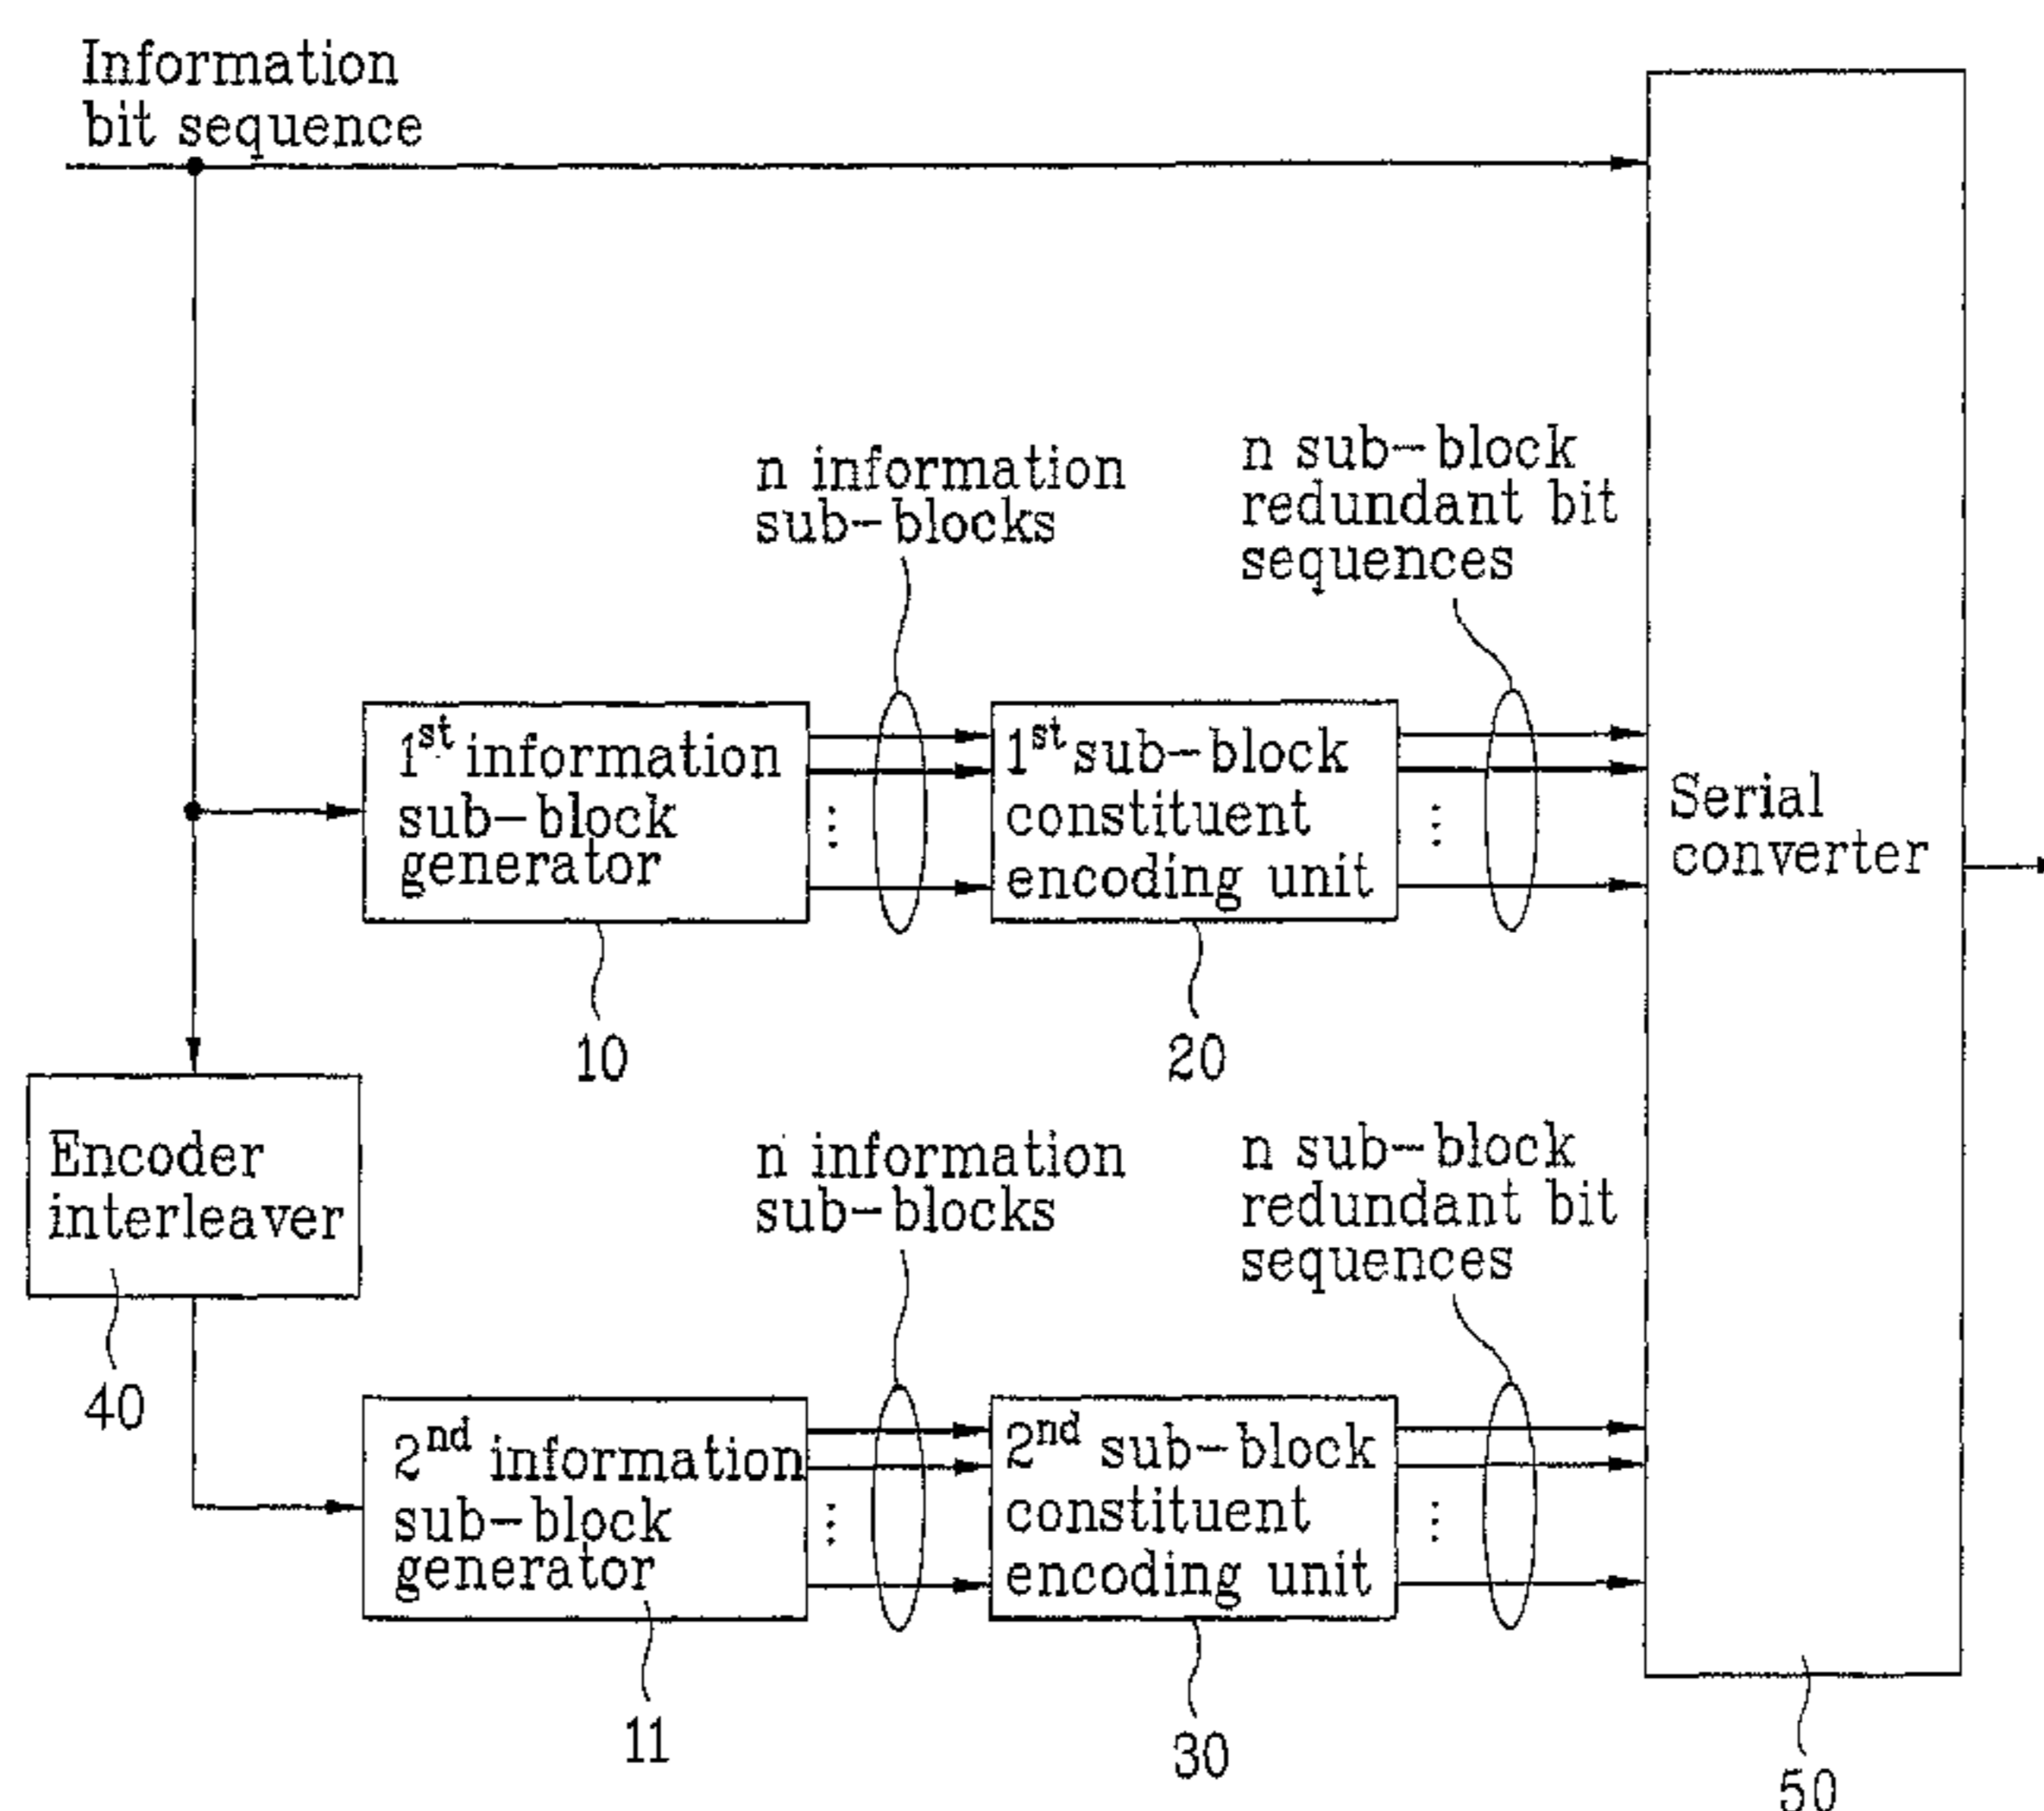 Information
bit sequence
n information
sub-blocks
n sub-block
redundant bit
sequences
1st information
sub-block
generator
1st sub-block
constituent
encoding unit
Serial
converter
10
20
Encoder
interleaver
40
n information
sub-blocks
n sub-block
redundant bit
sequences
2nd information
sub-block
generator
2nd sub-block
constituent
encoding unit
11
30
50